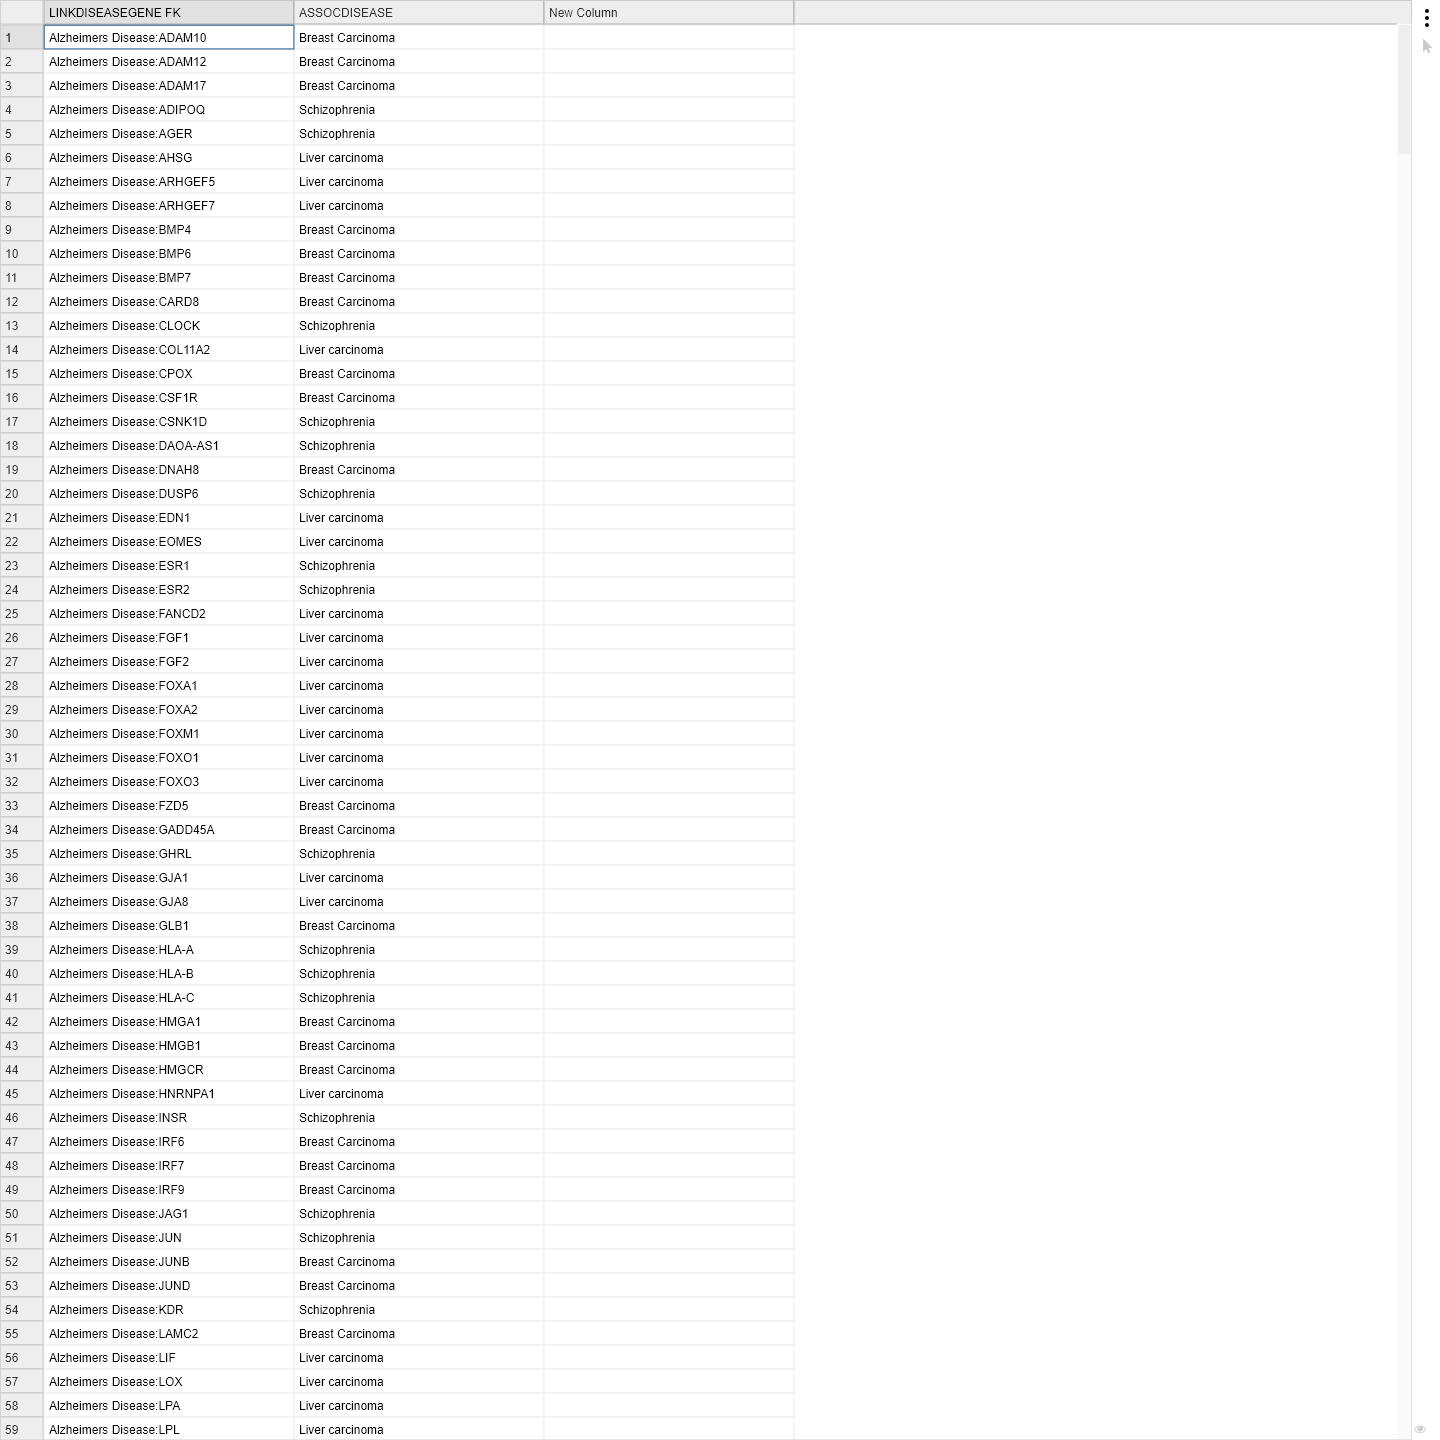 LINKDISEASEGENE FK ASSOCDISEASE New Column
1 Alzheimers Disease:ADAM10 Breast Carcinoma
2 Alzheimers Disease:ADAM12 Breast Carcinoma
3 Alzheimers Disease:ADAM17 Breast Carcinoma
4 Alzheimers Disease:ADIPOQ Schizophrenia
5 Alzheimers Disease:AGER Schizophrenia
6 Alzheimers Disease:AHSG Liver carcinoma
7 Alzheimers Disease:ARHGEF5 Liver carcinoma
8 Alzheimers Disease:ARHGEF7 Liver carcinoma
9 Alzheimers Disease:BMP4 Breast Carcinoma
10 Alzheimers Disease:BMP6 Breast Carcinoma
11 Alzheimers Disease:BMP7 Breast Carcinoma
12 Alzheimers Disease:CARD8 Breast Carcinoma
13 Alzheimers Disease:CLOCK Schizophrenia
14 Alzheimers Disease:COL11A2 Liver carcinoma
15 Alzheimers Disease:CPOX Breast Carcinoma
16 Alzheimers Disease:CSF1R Breast Carcinoma
17 Alzheimers Disease:CSNK1D Schizophrenia
18 Alzheimers Disease:DAOA-AS1 Schizophrenia
19 Alzheimers Disease:DNAH8 Breast Carcinoma
20 Alzheimers Disease:DUSP6 Schizophrenia
21 Alzheimers Disease:EDN1 Liver carcinoma
22 Alzheimers Disease:EOMES Liver carcinoma
23 Alzheimers Disease:ESR1 Schizophrenia
24 Alzheimers Disease:ESR2 Schizophrenia
25 Alzheimers Disease:FANCD2 Liver carcinoma
26 Alzheimers Disease:FGF1 Liver carcinoma
27 Alzheimers Disease:FGF2 Liver carcinoma
28 Alzheimers Disease:FOXA1 Liver carcinoma
29 Alzheimers Disease:FOXA2 Liver carcinoma
30 Alzheimers Disease:FOXM1 Liver carcinoma
31 Alzheimers Disease:FOXO1 Liver carcinoma
32 Alzheimers Disease:FOXO3 Liver carcinoma
33 Alzheimers Disease:FZD5 Breast Carcinoma
34 Alzheimers Disease:GADD45A Breast Carcinoma
35 Alzheimers Disease:GHRL Schizophrenia
36 Alzheimers Disease:GJA1 Liver carcinoma
37 Alzheimers Disease:GJA8 Liver carcinoma
38 Alzheimers Disease:GLB1 Breast Carcinoma
39 Alzheimers Disease:HLA-A Schizophrenia
40 Alzheimers Disease:HLA-B Schizophrenia
41 Alzheimers Disease:HLA-C Schizophrenia
42 Alzheimers Disease:HMGA1 Breast Carcinoma
43 Alzheimers Disease:HMGB1 Breast Carcinoma
44 Alzheimers Disease:HMGCR Breast Carcinoma
45 Alzheimers Disease:HNRNPA1 Liver carcinoma
46 Alzheimers Disease:INSR Schizophrenia
47 Alzheimers Disease:IRF6 Breast Carcinoma
48 Alzheimers Disease:IRF7 Breast Carcinoma
49 Alzheimers Disease:IRF9 Breast Carcinoma
50 Alzheimers Disease:JAG1 Schizophrenia
51 Alzheimers Disease:JUN Schizophrenia
52 Alzheimers Disease:JUNB Breast Carcinoma
53 Alzheimers Disease:JUND Breast Carcinoma
54 Alzheimers Disease:KDR Schizophrenia
55 Alzheimers Disease:LAMC2 Breast Carcinoma
56 Alzheimers Disease:LIF Liver carcinoma
57 Alzheimers Disease:LOX Liver carcinoma
58 Alzheimers Disease:LPA Liver carcinoma
59 Alzheimers Disease:LPL Liver carcinoma